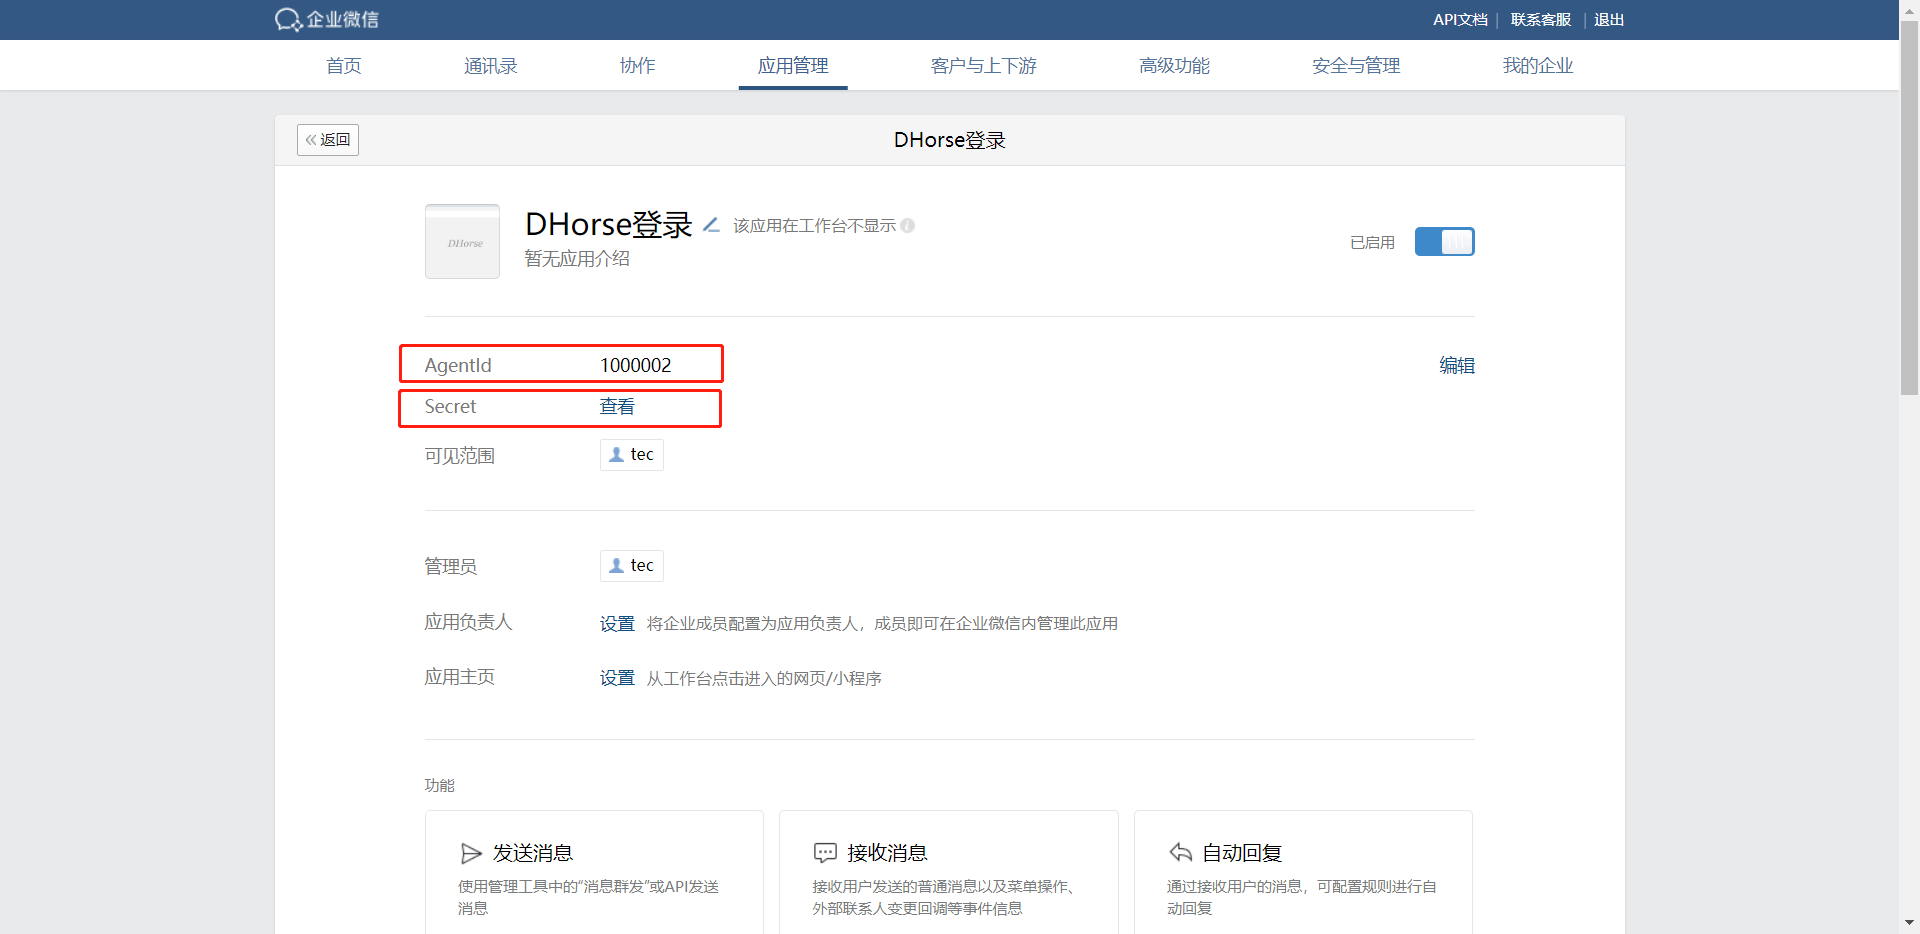 企业微信
API文档 | 联系客服 | 退出
首页 通讯录 协作 应用管理 客户与上下游 高级功能 安全与管理 我的企业
« 返回
DHorse登录
DHorse
DHorse登录 该应用在工作台不显示
暂无应用介绍
已启用
AgentId 1000002 编辑
Secret 查看
可见范围 tec
管理员 tec
应用负责人 设置 将企业成员配置为应用负责人，成员即可在企业微信内管理此应用
应用主页 设置 从工作台点击进入的网页/小程序
功能
发送消息
使用管理工具中的“消息群发”或API发送
消息
接收消息
接收用户发送的普通消息以及菜单操作、
外部联系人变更回调等事件信息
自动回复
通过接收用户的消息，可配置规则进行自
动回复